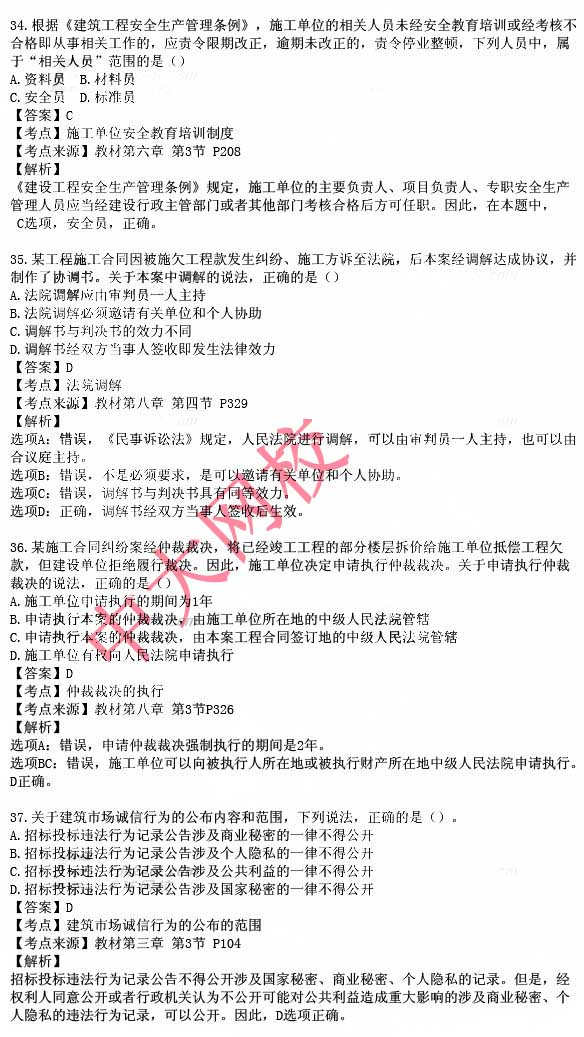 34.根据《建筑工程安全生产管理条例》，施工单位的相关人员未经安全教育培训或经考核不
合格即从事相关工作的，应责令限期改正，逾期未改正的，责令停业整顿，下列人员中，属
于“相关人员”范围的是（）
A.资料员 B.材料员
C.安全员 D.标准员
【答案】C
【考点】施工单位安全教育培训制度
【考点来源】教材第六章 第3节 P208
【解析】
《建设工程安全生产管理条例》规定，施工单位的主要负责人、项目负责人、专职安全生产
管理人员应当经建设行政主管部门或者其他部门考核合格后方可任职。因此，在本题中，
C选项，安全员，正确。
35.某工程施工合同因被施欠工程款发生纠纷、施工方诉至法院，后本案经调解达成协议，并
制作了协调书。关于本案中调解的说法，正确的是（）
A.法院调解应由审判员一人主持
B.法院调解必须邀请有关单位和个人协助
C.调解书与判决书的效力不同
D.调解书经双方当事人签收即发生法律效力
【答案】D
【考点】法院调解
【考点来源】教材第八章 第四节 P329
【解析】
选项A：错误，《民事诉讼法》规定，人民法院进行调解，可以由审判员一人主持，也可以由
合议庭主持。
选项B：错误，不是必须要求，是可以邀请有关单位和个人协助。
选项C：错误，调解书与判决书具有同等效力。
选项D：正确，调解书经双方当事人签收后生效。
36.某施工合同纠纷案经仲裁裁决，将已经竣工工程的部分楼层拆价给施工单位抵偿工程欠
款，但建设单位拒绝履行裁决。因此，施工单位决定申请执行仲裁裁决。关于申请执行仲裁
裁决的说法，正确的是（）
A.施工单位申请执行的期间为1年
B.申请执行本案的仲裁裁决，由施工单位所在地的中级人民法院管辖
C.申请执行本案的仲裁裁决，由本案工程合同签订地的中级人民法院管辖
D.施工单位有权向人民法院申请执行
【答案】D
【考点】仲裁裁决的执行
【考点来源】教材第八章 第3节P326
【解析】
选项A：错误，申请仲裁裁决强制执行的期间是2年。
选项BC：错误，施工单位可以向被执行人所在地或被执行财产所在地中级人民法院申请执行。
D正确。
37.关于建筑市场诚信行为的公布内容和范围，下列说法，正确的是（）。
A.招标投标违法行为记录公告涉及商业秘密的一律不得公开
B.招标投标违法行为记录公告涉及个人隐私的一律不得公开
C.招标投标违法行为记录公告涉及公共利益的一律不得公开
D.招标投标违法行为记录公告涉及国家秘密的一律不得公开
【答案】D
【考点】建筑市场诚信行为的公布的范围
【考点来源】教材第三章 第3节 P104
【解析】
招标投标违法行为记录公告不得公开涉及国家秘密、商业秘密、个人隐私的记录。但是，经
权利人同意公开或者行政机关认为不公开可能对公共利益造成重大影响的涉及商业秘密、个
人隐私的违法行为记录，可以公开。因此，D选项正确。
中大网校